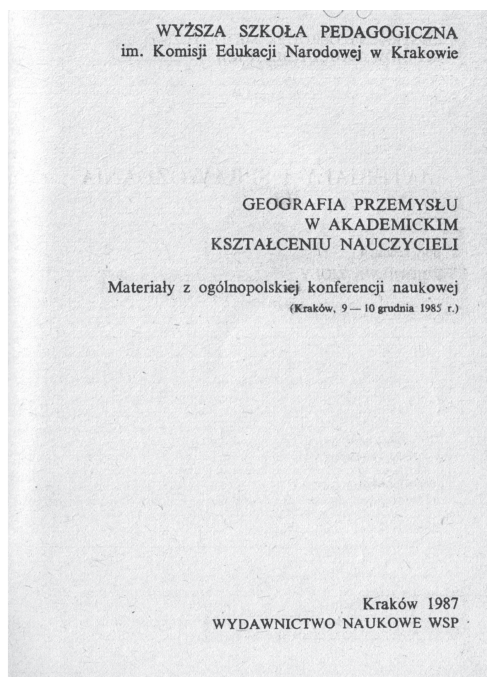 WYŻSZA SZKOŁA PEDAGOGICZNA
im. Komisji Edukacji Narodowej w Krakowie
GEOGRAFIA PRZEMYSŁU
W AKADEMICKIM
KSZTAŁCENIU NAUCZYCIELI
Materiały z ogólnopolskiej konferencji naukowej
(Kraków, 9 — 10 grudnia 1985 r.)
Kraków 1987
WYDAWNICTWO NAUKOWE WSP